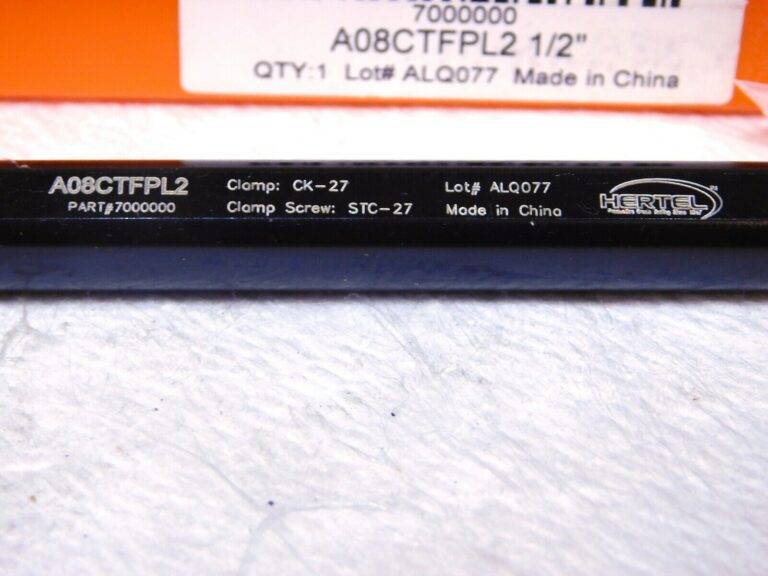 7000000
A08CTFPL2 1/2"
QTY:1 Lot# ALQ077 Made in China
A08CTFPL2
PART#7000000
Clamp: CK-27
Clamp Screw: STC-27
Lot# ALQ077
Made in China
HERTEL